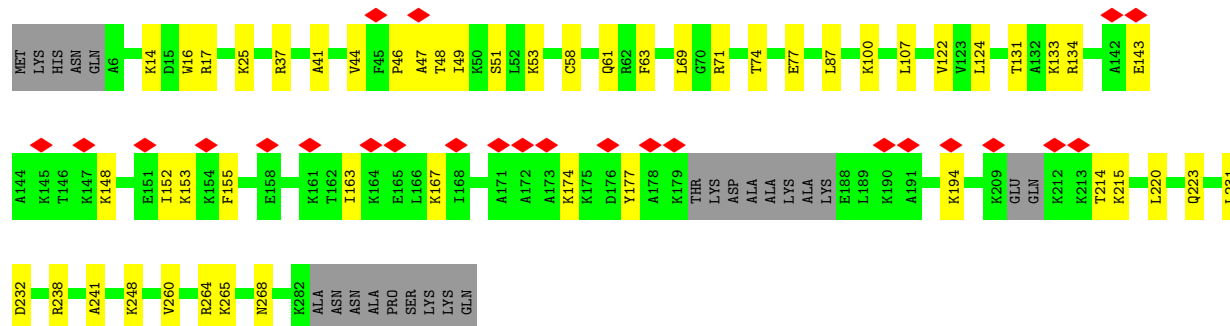 MET LYS HIS ASN GLN A6 K14 D15 W16 R17 K25 R37 A41 V44 F45 P46 A47 T48 I49 K50 S51 L52 K53 C58 Q61 R62 F63 L69 G70 R71 T74 E77 L87 K100 L107 V122 V123 L124 T131 A132 K133 R134 A142 E143
A144 K145 T146 K147 K148 E151 I152 K153 K154 F155 E158 K161 T162 I163 K164 E165 L166 K167 I168 A171 A172 A173 K174 K175 D176 Y177 A178 K179 THR LYS ASP ALA ALA LYS ALA LYS E188 L189 K190 A191 K194 K209 GLU GLN K212 K213 T214 K215 L220 Q223 L231
D232 R238 A241 K248 V260 R264 K265 N268 K282 ALA ASN ASN ALA PRO SER LYS LYS GLN